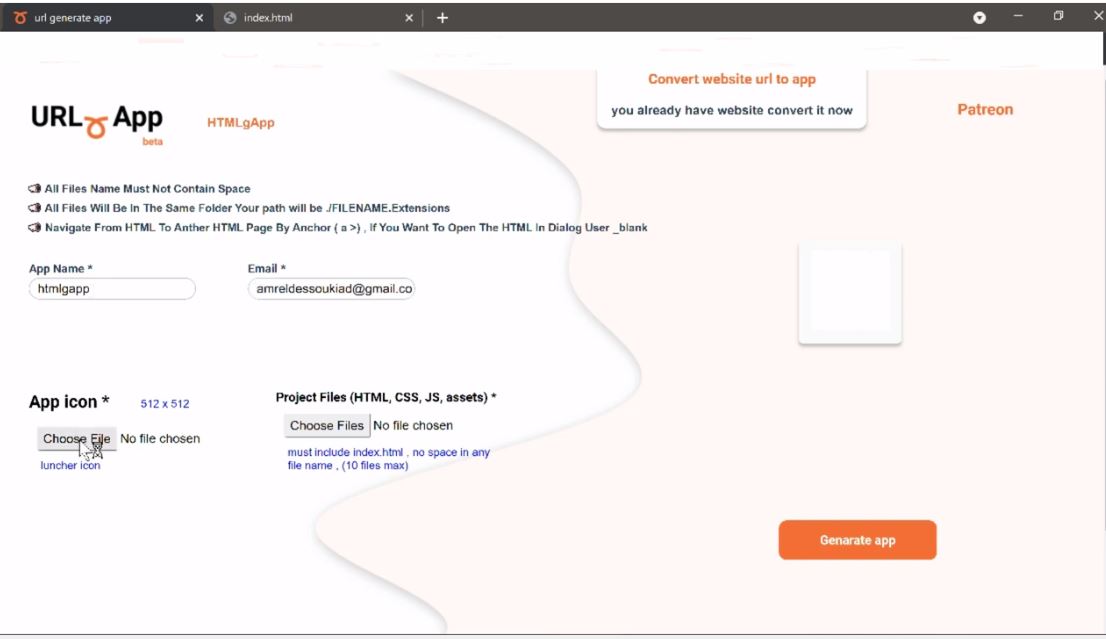 url generate app
index.html
Convert website url to app
you already have website convert it now
Patreon
URL App
beta
HTMLgApp
All Files Name Must Not Contain Space
All Files Will Be In The Same Folder Your path will be ./FILENAME.Extensions
Navigate From HTML To Anther HTML Page By Anchor ( a >) , If You Want To Open The HTML In Dialog User _blank
App Name *
Email *
htmlgapp
amreldessoukiad@gmail.co
App icon *
512 x 512
Project Files (HTML, CSS, JS, assets) *
Choose Files No file chosen
Choose File No file chosen
must include index.html , no space in any
file name , (10 files max)
luncher icon
Genarate app